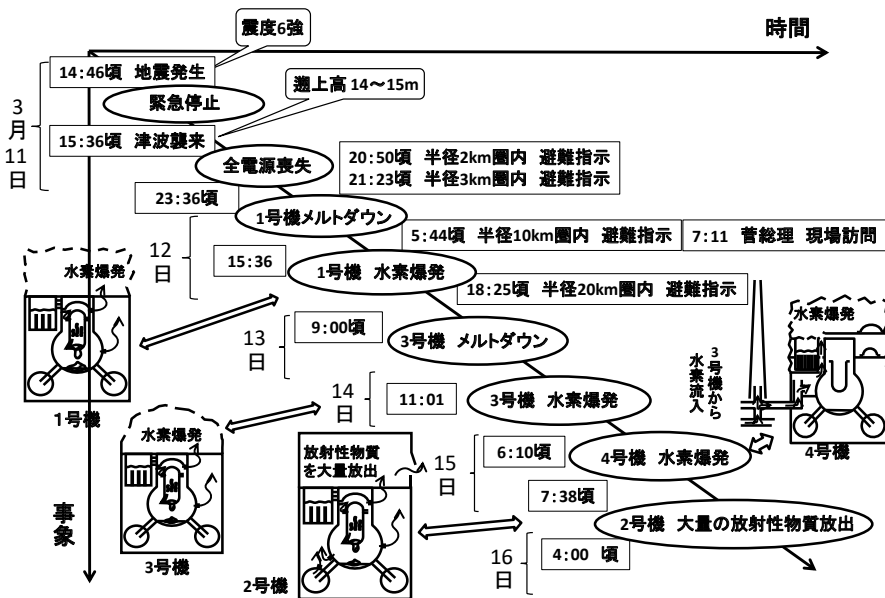 時間
震度6強
14:46頃 地震発生
遡上高 14～15m
緊急停止
3月11日
15:36頃 津波襲来
全電源喪失
20:50頃 半径2km圏内 避難指示
21:23頃 半径3km圏内 避難指示
23:36頃
1号機メルトダウン
5:44頃 半径10km圏内 避難指示
7:11 菅総理 現場訪問
12日
15:36
1号機 水素爆発
18:25頃 半径20km圏内 避難指示
水素爆発
1号機
13日
9:00頃
3号機 メルトダウン
3号機から
水素流入
水素爆発
4号機
14日
11:01
3号機 水素爆発
水素爆発
3号機
15日
6:10頃
4号機 水素爆発
放射性物質
を大量放出
2号機
7:38頃
2号機 大量の放射性物質放出
16日
4:00 頃
事象